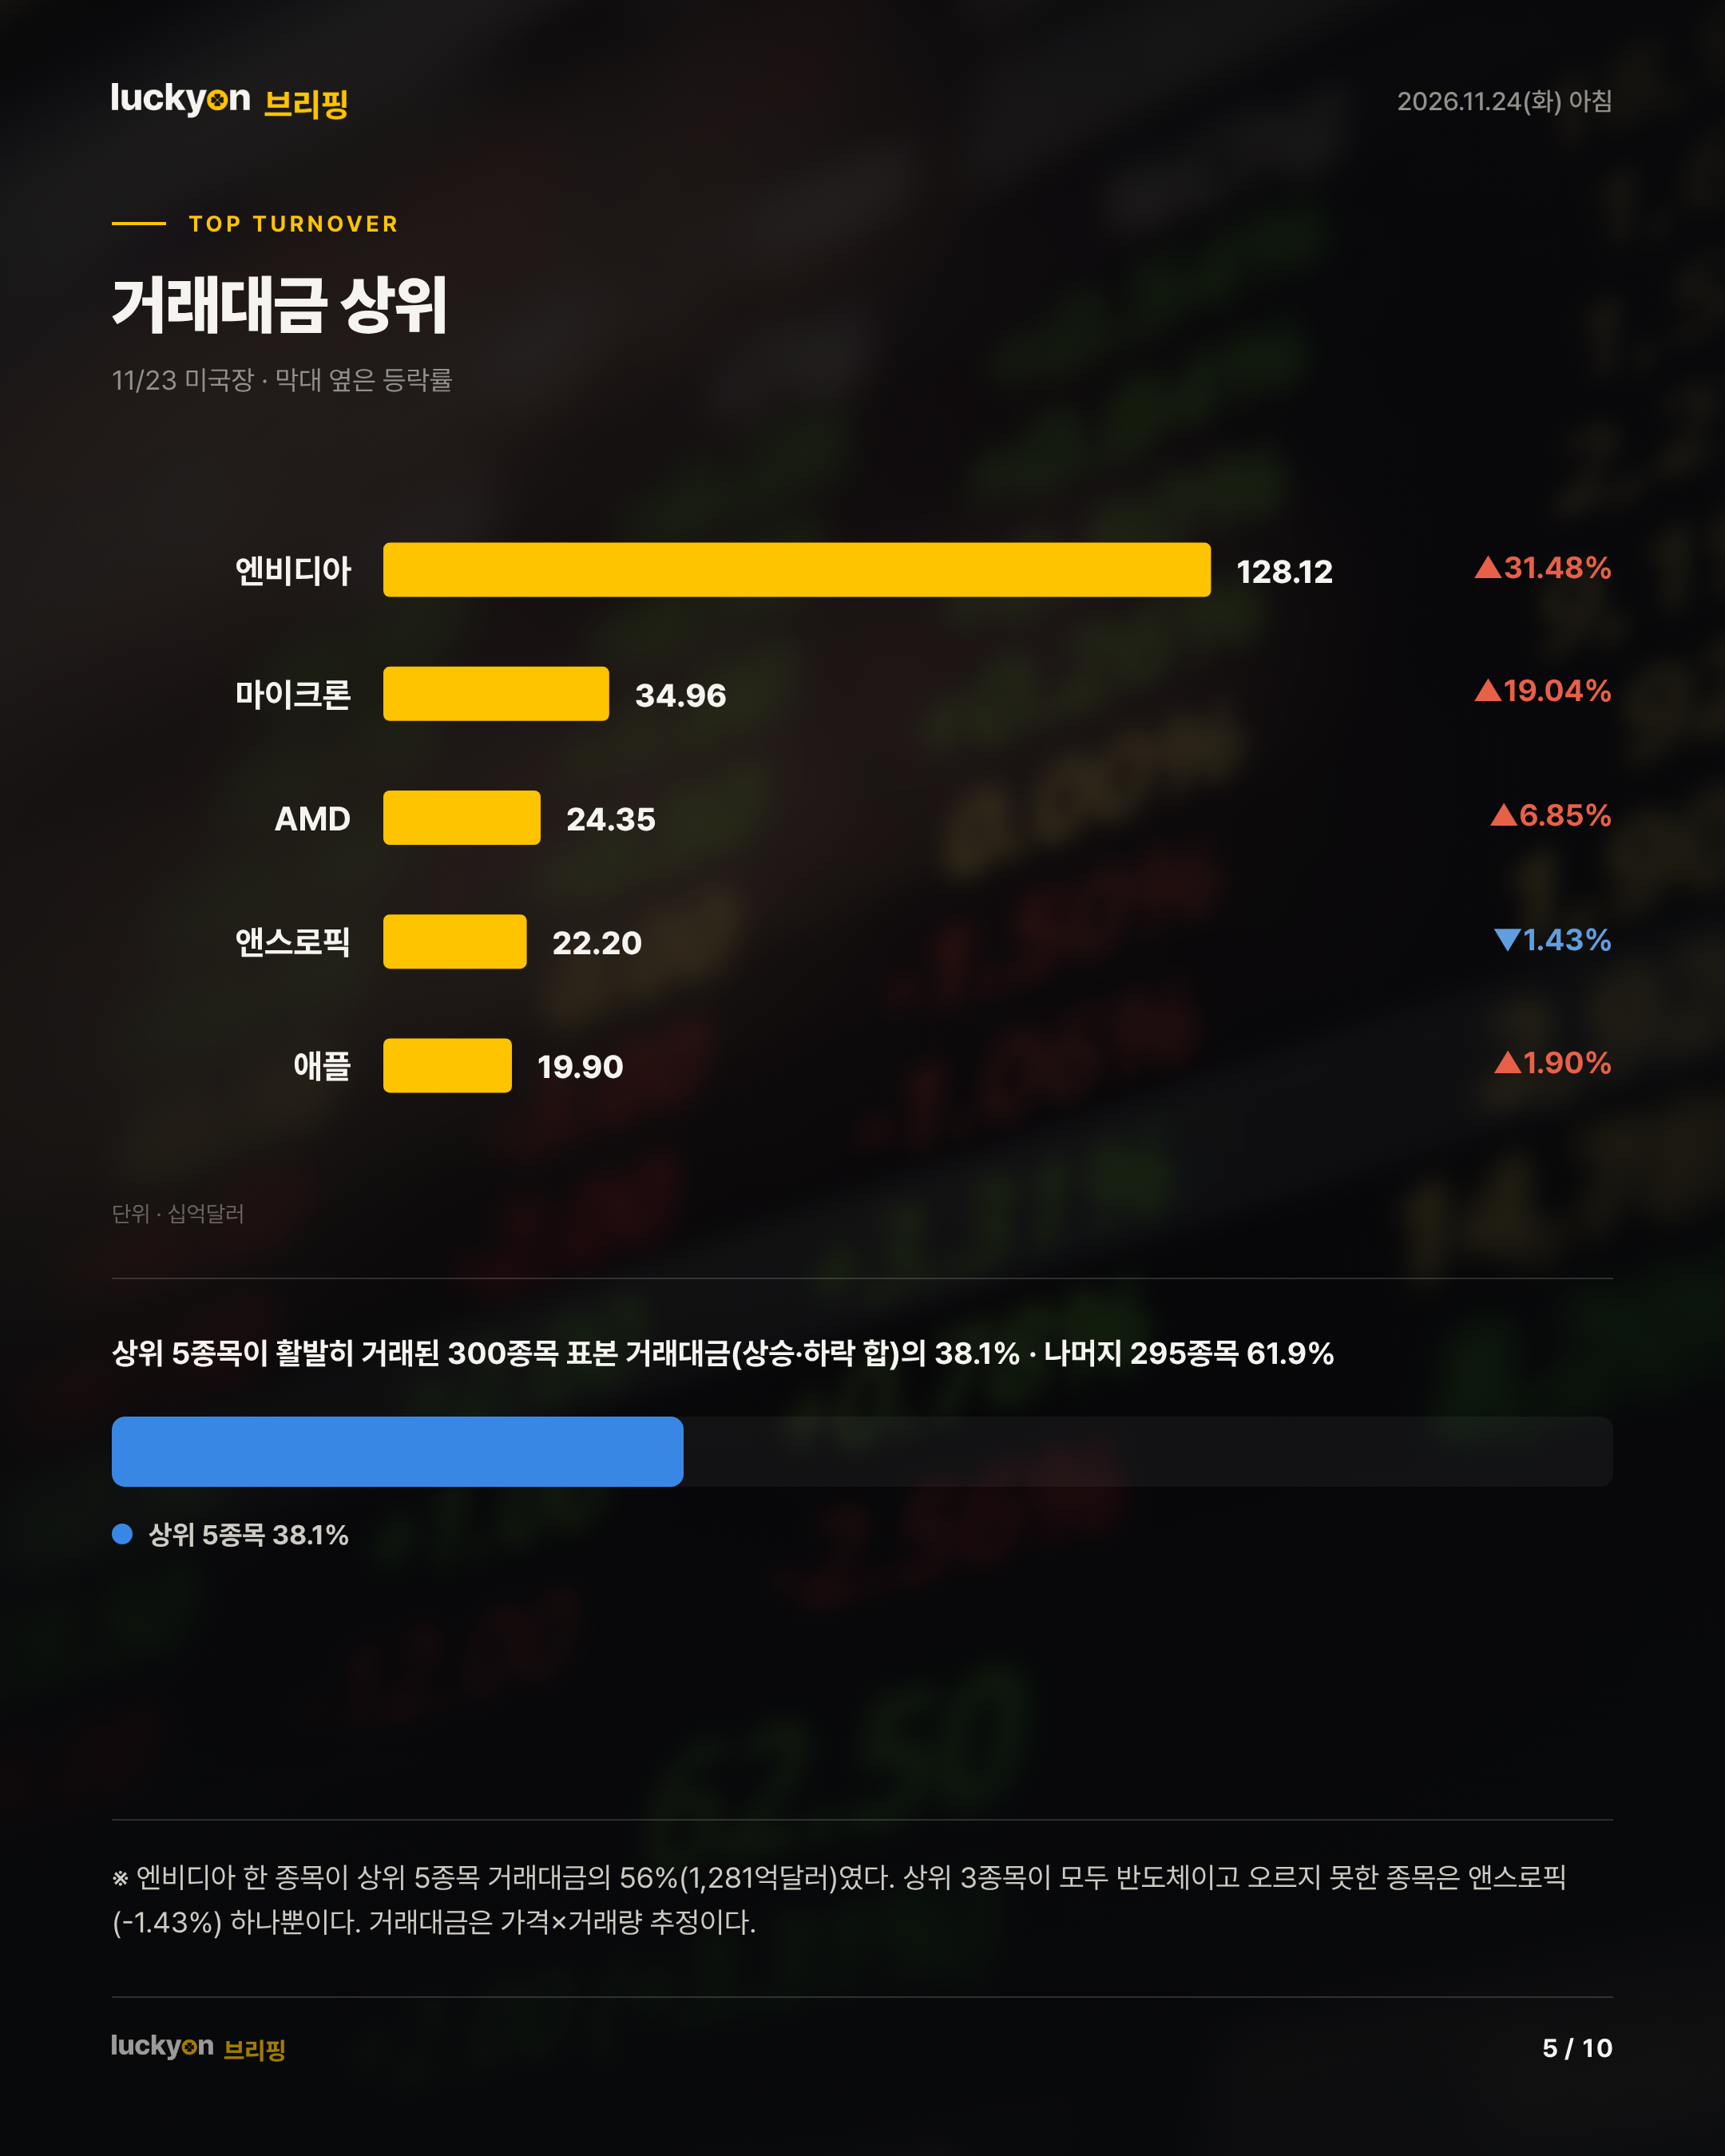 luckyon 브리핑
2026.11.24(화) 아침
TOP TURNOVER
거래대금 상위
11/23 미국장 · 막대 옆은 등락률
엔비디아 128.12 ▲31.48%
마이크론 34.96 ▲19.04%
AMD 24.35 ▲6.85%
앤스로픽 22.20 ▼1.43%
애플 19.90 ▲1.90%
단위 · 십억달러
상위 5종목이 활발히 거래된 300종목 표본 거래대금(상승·하락 합)의 38.1% · 나머지 295종목 61.9%
상위 5종목 38.1%
※ 엔비디아 한 종목이 상위 5종목 거래대금의 56%(1,281억달러)였다. 상위 3종목이 모두 반도체이고 오르지 못한 종목은 앤스로픽
(-1.43%) 하나뿐이다. 거래대금은 가격×거래량 추정이다.
luckyon 브리핑
5 / 10